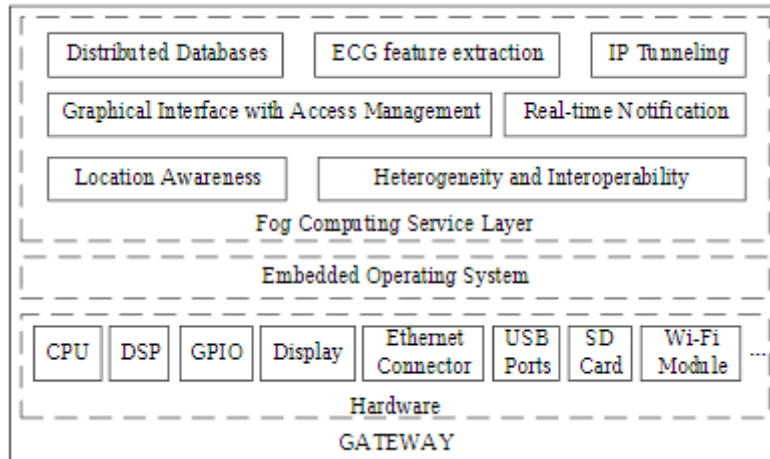 Distributed Databases
ECG feature extraction
IP Tunneling
Graphical Interface with Access Management
Real-time Notification
Location Awareness
Heterogeneity and Interoperability
Fog Computing Service Layer
Embedded Operating System
CPU
DSP
GPIO
Display
Ethernet
Connector
USB
Ports
SD
Card
Wi-Fi
Module
...
Hardware
GATEWAY